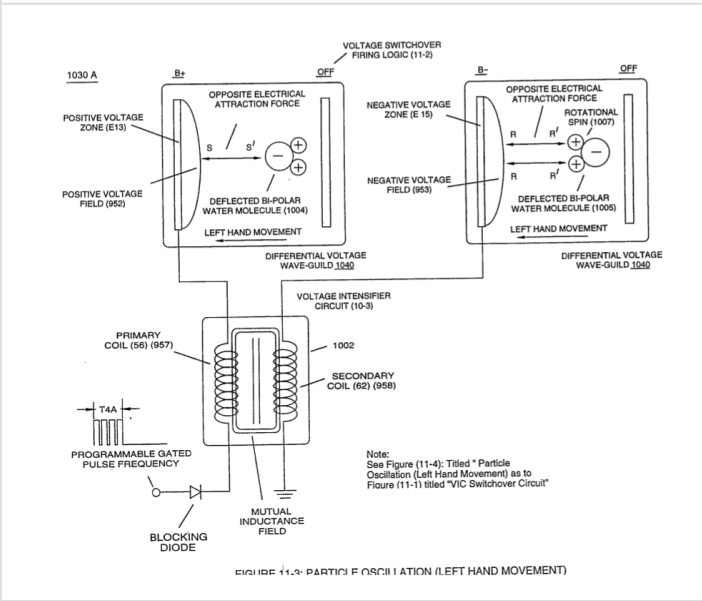 VOLTAGE SWITCHOVER
FIRING LOGIC (11-2)
1030 A
B+
OFF
OPPOSITE ELECTRICAL
ATTRACTION FORCE
POSITIVE VOLTAGE
ZONE (E13)
S
S'
+
−
+
POSITIVE VOLTAGE
FIELD (952)
DEFLECTED BI-POLAR
WATER MOLECULE (1004)
LEFT HAND MOVEMENT
DIFFERENTIAL VOLTAGE
WAVE-GUILD 1040
B-
OFF
OPPOSITE ELECTRICAL
ATTRACTION FORCE
NEGATIVE VOLTAGE
ZONE (E 15)
ROTATIONAL
SPIN (1007)
R
R'
+
−
+
R
R'
NEGATIVE VOLTAGE
FIELD (953)
DEFLECTED BI-POLAR
WATER MOLECULE (1005)
LEFT HAND MOVEMENT
DIFFERENTIAL VOLTAGE
WAVE-GUILD 1040
VOLTAGE INTENSIFIER
CIRCUIT (10-3)
PRIMARY
COIL (56) (957)
1002
SECONDARY
COIL (62) (958)
T4A
PROGRAMMABLE GATED
PULSE FREQUENCY
BLOCKING
DIODE
MUTUAL
INDUCTANCE
FIELD
Note:
See Figure (11-4): Titled " Particle
Oscillation (Left Hand Movement) as to
Figure (11-1) titled "VIC Switchover Circuit"
FIGURE 11-3: PARTICLE OSCILLATION (LEFT HAND MOVEMENT)